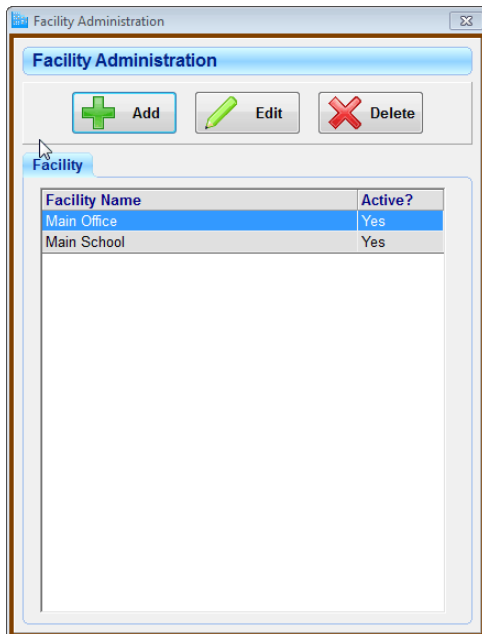 Facility Administration
Facility Administration
Add Edit Delete
Facility
Facility Name Active?
Main Office Yes
Main School Yes